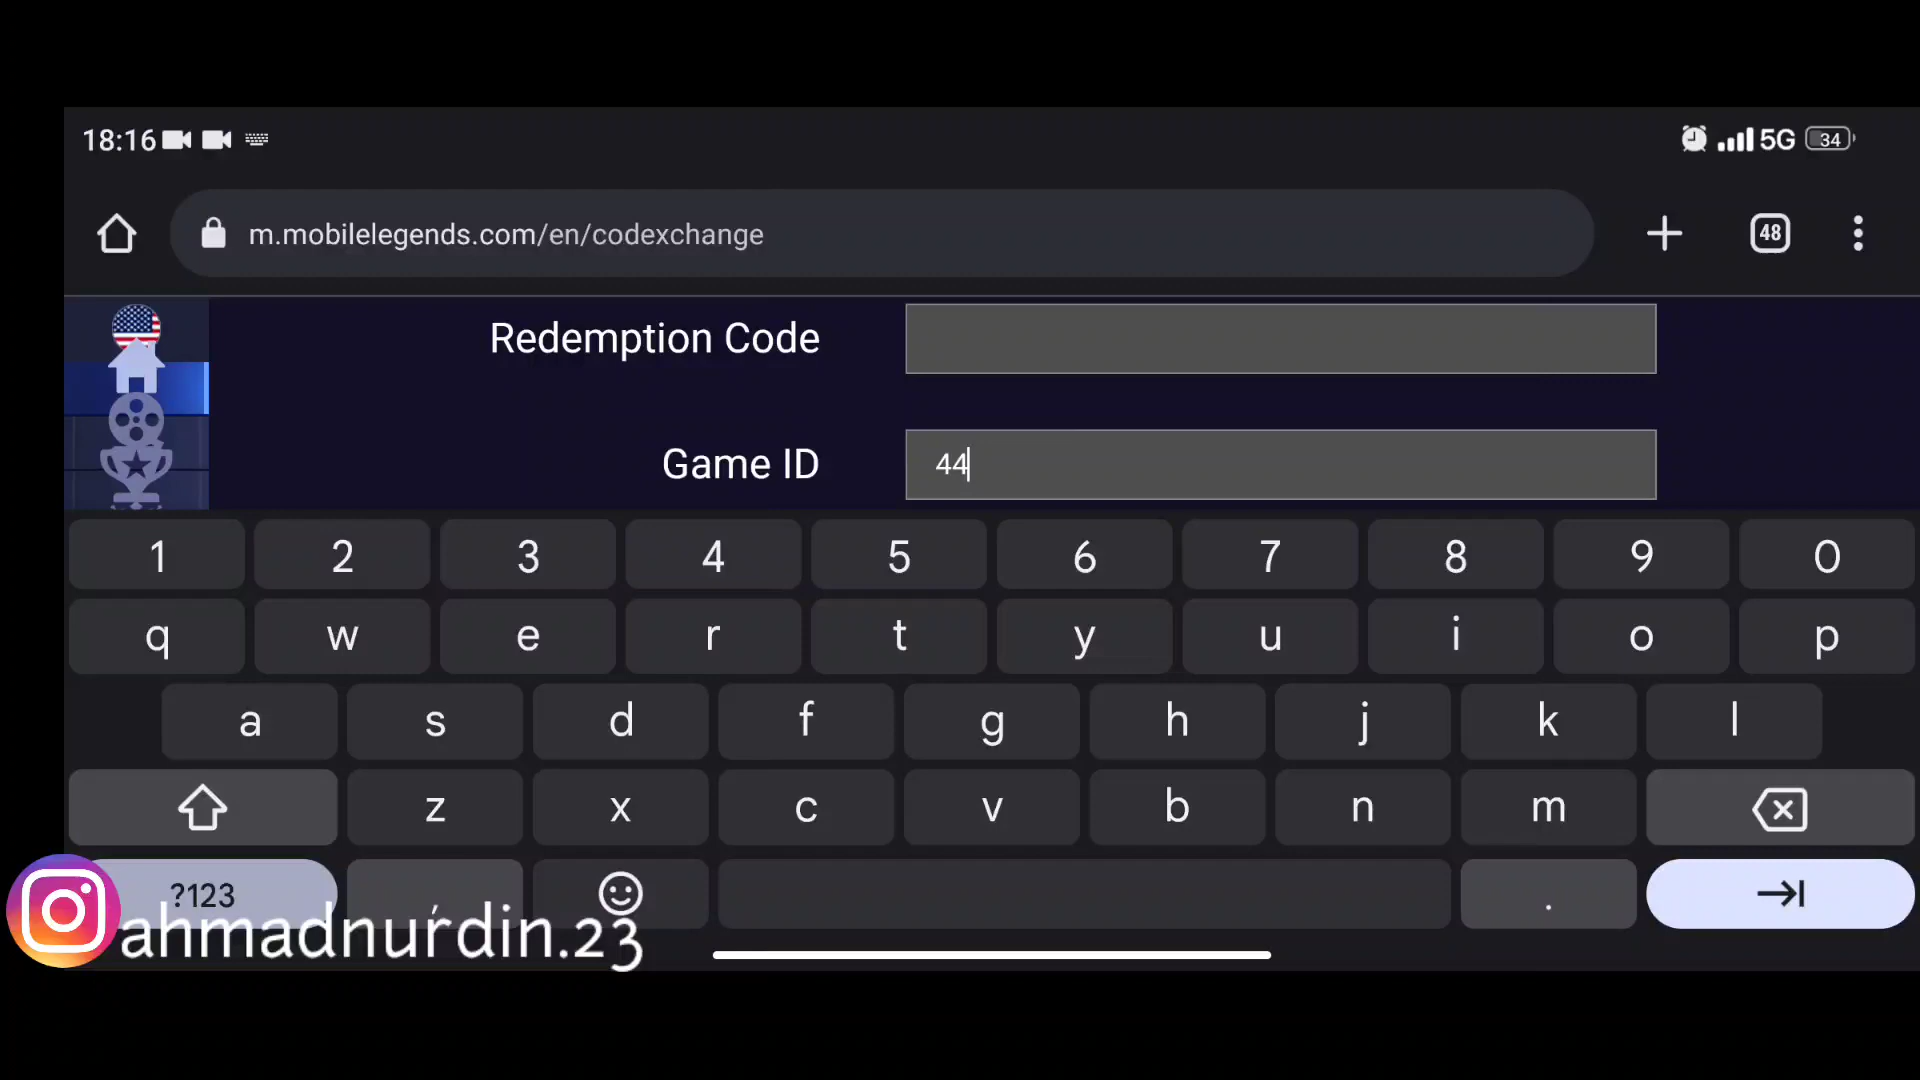 18:16 5G 34
m.mobilelegends.com/en/codexchange 48
Redemption Code
Game ID 44
1 2 3 4 5 6 7 8 9 0
q w e r t y u i o p
a s d f g h j k l
z x c v b n m
?123 , .
ahmadnurdin.23